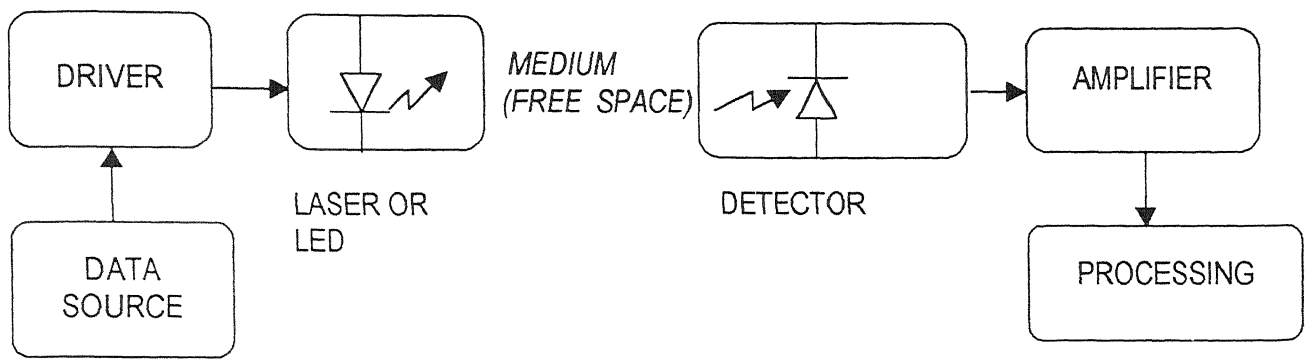 DRIVER
MEDIUM
(FREE SPACE)
AMPLIFIER
LASER OR
LED
DETECTOR
DATA
SOURCE
PROCESSING